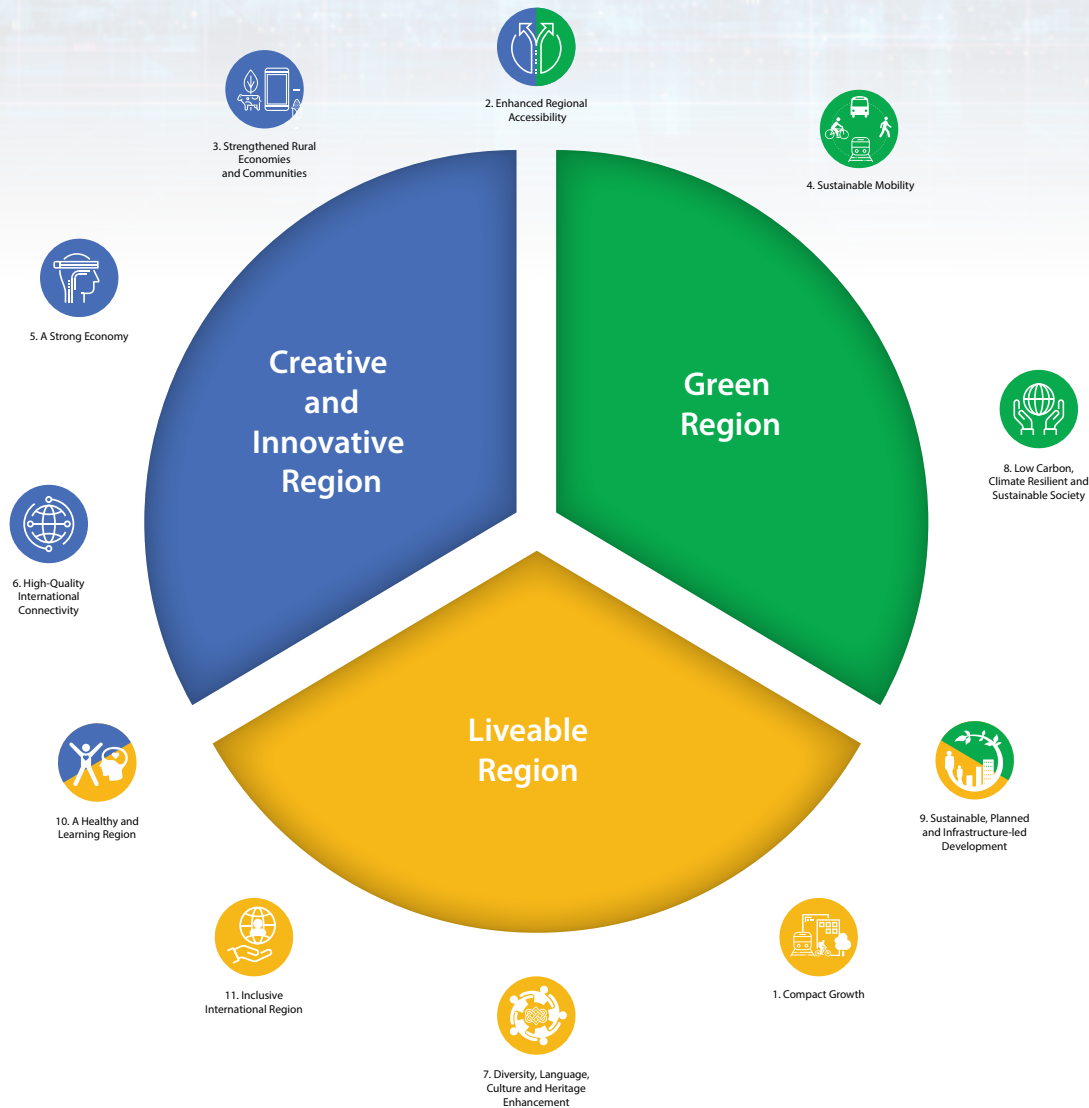 2. Enhanced Regional
Accessibility
3. Strengthened Rural
Economies
and Communities
4. Sustainable Mobility
5. A Strong Economy
Creative
and
Innovative
Region
Green
Region
8. Low Carbon,
Climate Resilient and
Sustainable Society
6. High-Quality
International
Connectivity
Liveable
Region
10. A Healthy and
Learning Region
9. Sustainable, Planned
and Infrastructure-led
Development
11. Inclusive
International Region
1. Compact Growth
7. Diversity, Language,
Culture and Heritage
Enhancement